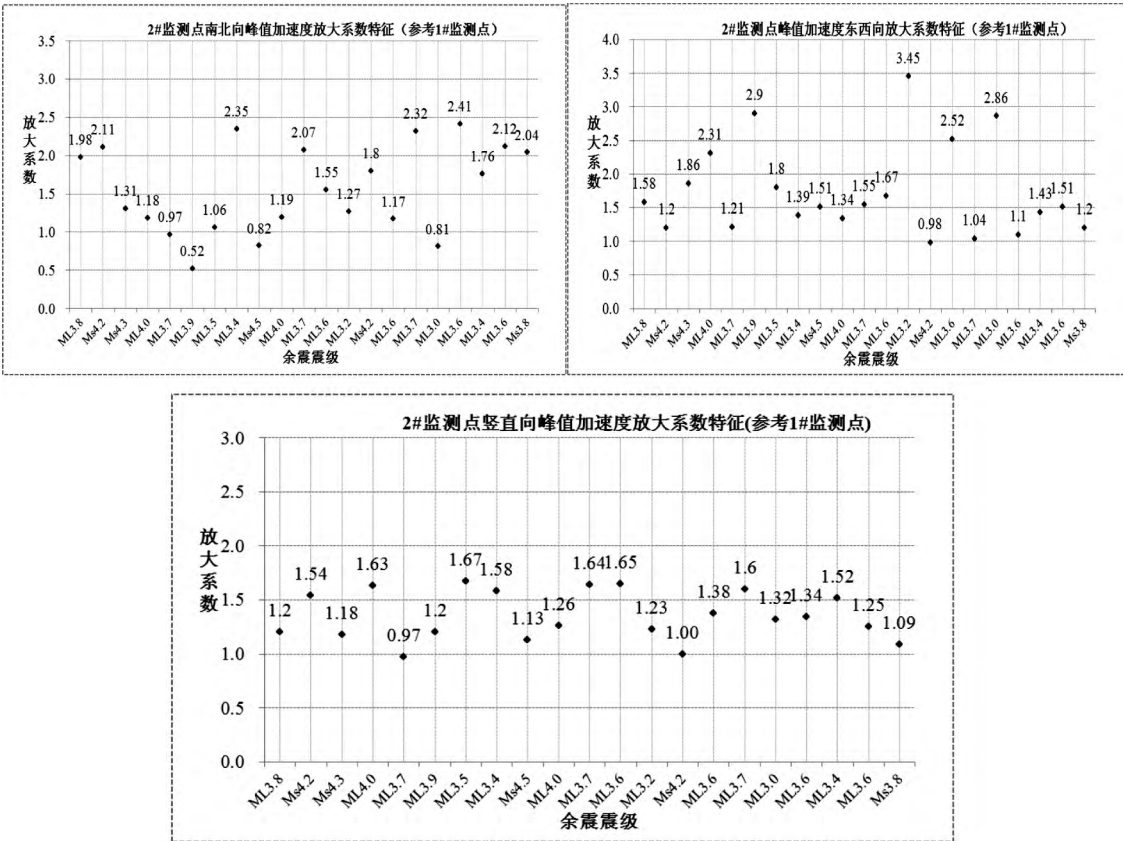 2#监测点南北向峰值加速度放大系数特征（参考1#监测点）
放大系数
3.5
3.0
2.5
2.0
1.5
1.0
0.5
0.0
1.98
2.11
1.31
1.18
0.97
0.52
1.06
2.35
0.82
1.19
2.07
1.55
1.27
1.8
1.17
2.32
0.81
2.41
1.76
2.12
2.04
ML3.8
Ms4.2
Ms4.3
ML4.0
ML3.7
ML3.9
ML3.5
ML3.4
Ms4.5
ML4.0
ML3.7
ML3.6
ML3.2
Ms4.2
ML3.6
ML3.7
ML3.0
ML3.6
ML3.4
ML3.6
Ms3.8
余震震级
2#监测点峰值加速度东西向放大系数特征（参考1#监测点）
放大系数
4.0
3.5
3.0
2.5
2.0
1.5
1.0
0.5
0.0
1.58
1.2
1.86
2.31
1.21
2.9
1.8
1.39
1.51
1.34
1.55
1.67
3.45
0.98
2.52
1.04
2.86
1.1
1.43
1.51
1.2
ML3.8
Ms4.2
Ms4.3
ML4.0
ML3.7
ML3.9
ML3.5
ML3.4
Ms4.5
ML4.0
ML3.7
ML3.6
ML3.2
Ms4.2
ML3.6
ML3.7
ML3.0
ML3.6
ML3.4
ML3.6
Ms3.8
余震震级
2#监测点竖直向峰值加速度放大系数特征(参考1#监测点)
放大系数
3.0
2.5
2.0
1.5
1.0
0.5
0.0
1.2
1.54
1.18
1.63
0.97
1.2
1.67
1.58
1.13
1.26
1.64
1.65
1.23
1.00
1.38
1.6
1.32
1.34
1.52
1.25
1.09
ML3.8
Ms4.2
Ms4.3
ML4.0
ML3.7
ML3.9
ML3.5
ML3.4
Ms4.5
ML4.0
ML3.7
ML3.6
ML3.2
Ms4.2
ML3.6
ML3.7
ML3.0
ML3.6
ML3.4
ML3.6
Ms3.8
余震震级